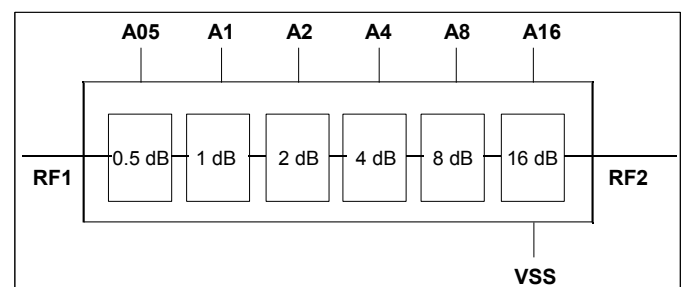 A05 A1 A2 A4 A8 A16
0.5 dB 1 dB 2 dB 4 dB 8 dB 16 dB
RF1 RF2
VSS